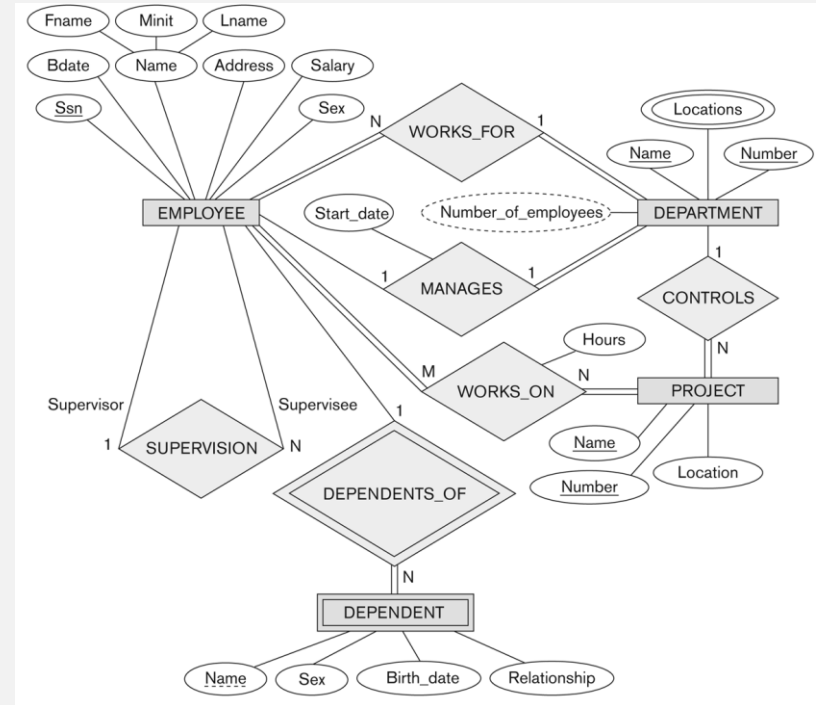 Fname
Minit
Lname
Bdate
Name
Address
Salary
Ssn
Sex
N
WORKS_FOR
1
Locations
Name
Number
EMPLOYEE
Start_date
Number_of_employees
DEPARTMENT
1
MANAGES
1
1
CONTROLS
N
Hours
M
WORKS_ON
N
PROJECT
Supervisor
Supervisee
1
SUPERVISION
N
1
Name
Number
Location
DEPENDENTS_OF
N
DEPENDENT
Name
Sex
Birth_date
Relationship